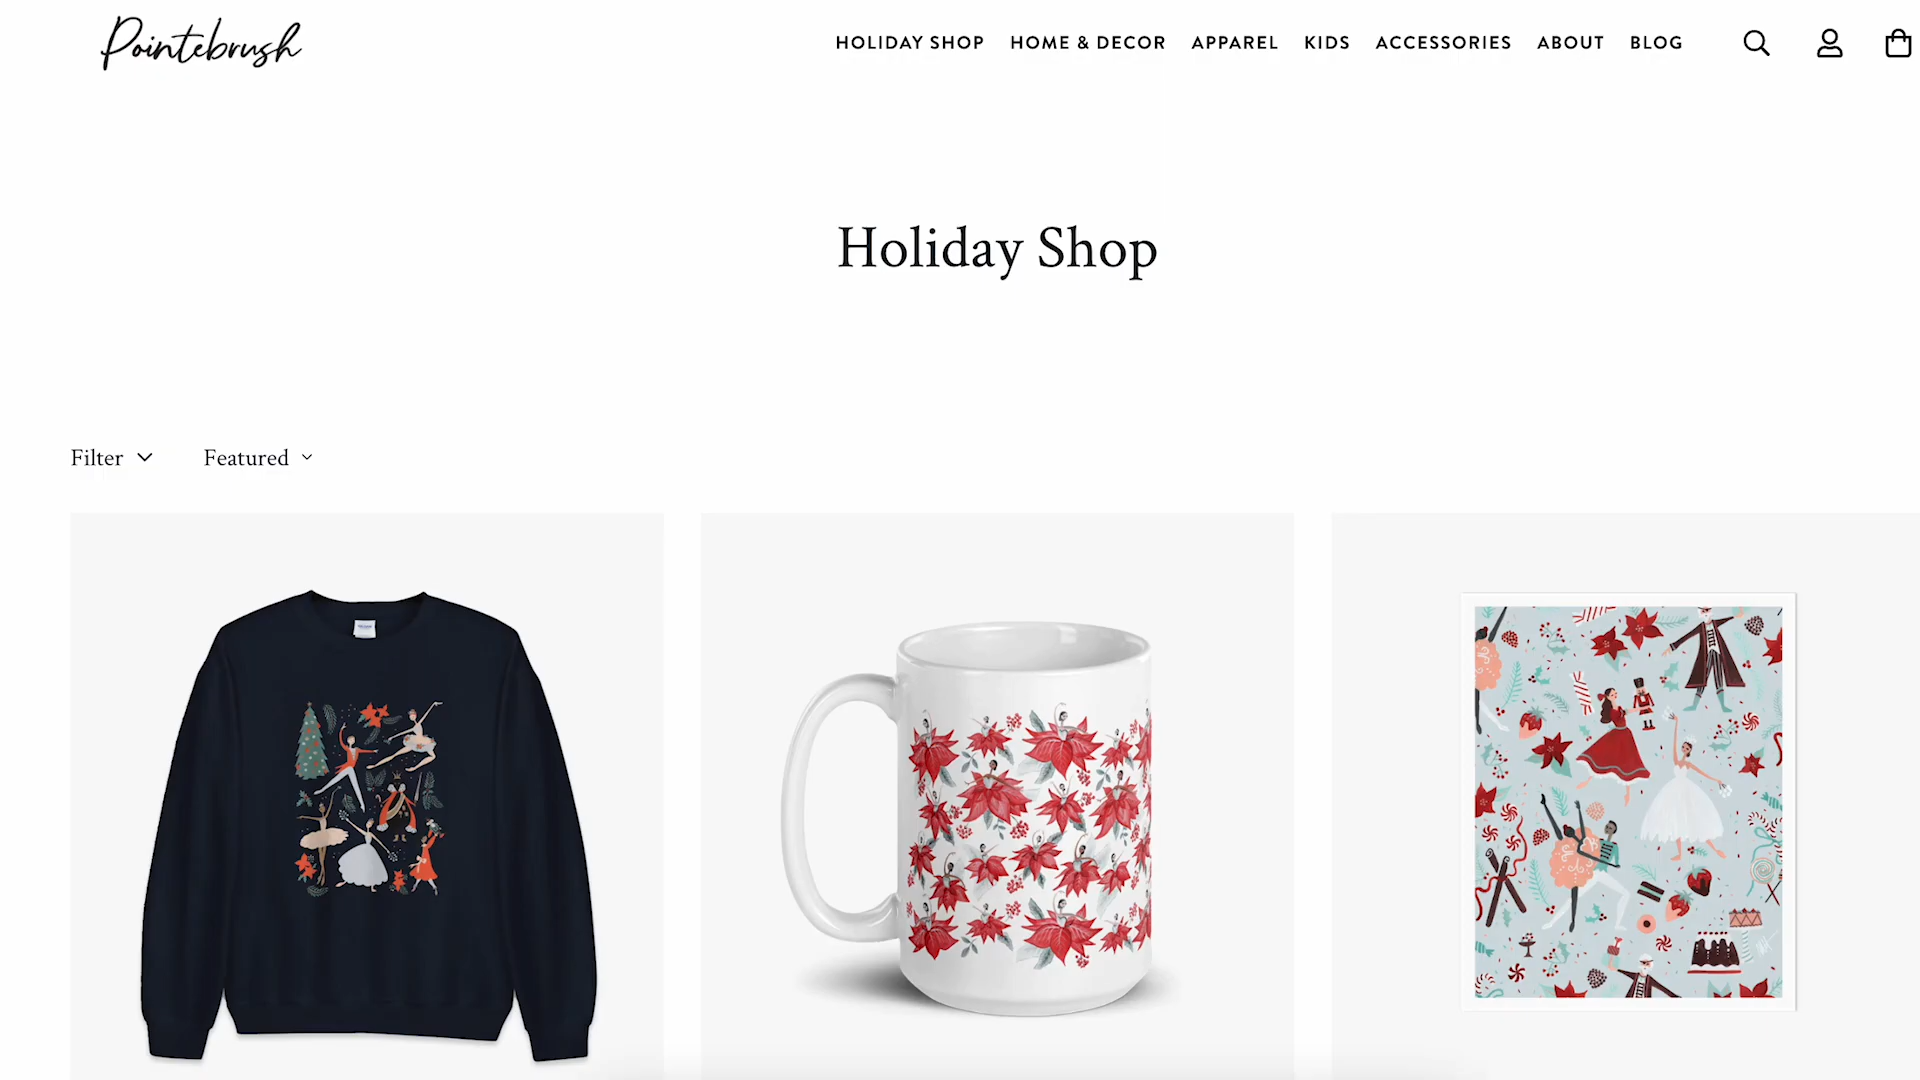 Pointebrush
HOLIDAY SHOP HOME & DECOR APPAREL KIDS ACCESSORIES ABOUT BLOG
Holiday Shop
Filter Featured